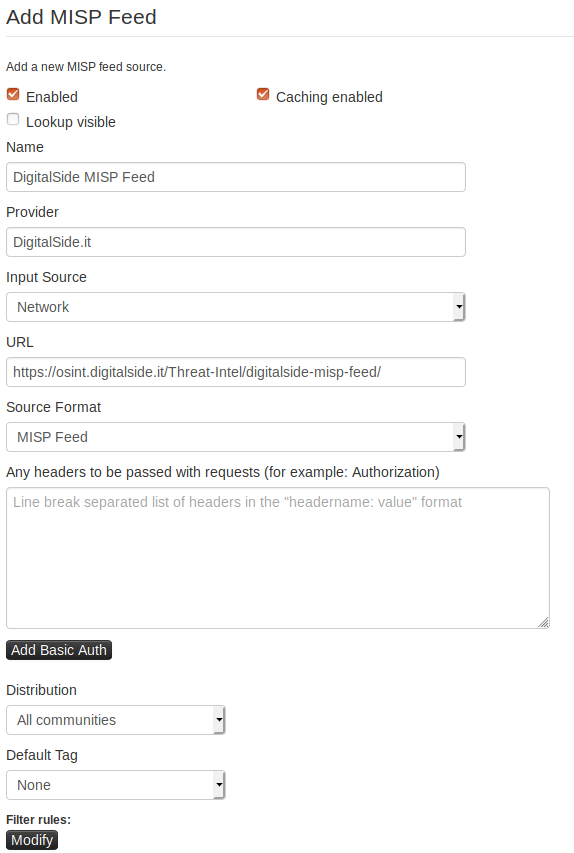 Add MISP Feed
Add a new MISP feed source.
Enabled
Caching enabled
Lookup visible
Name
DigitalSide MISP Feed
Provider
DigitalSide.it
Input Source
Network
URL
https://osint.digitalside.it/Threat-Intel/digitalside-misp-feed/
Source Format
MISP Feed
Any headers to be passed with requests (for example: Authorization)
Line break separated list of headers in the "headername: value" format
Add Basic Auth
Distribution
All communities
Default Tag
None
Filter rules:
Modify